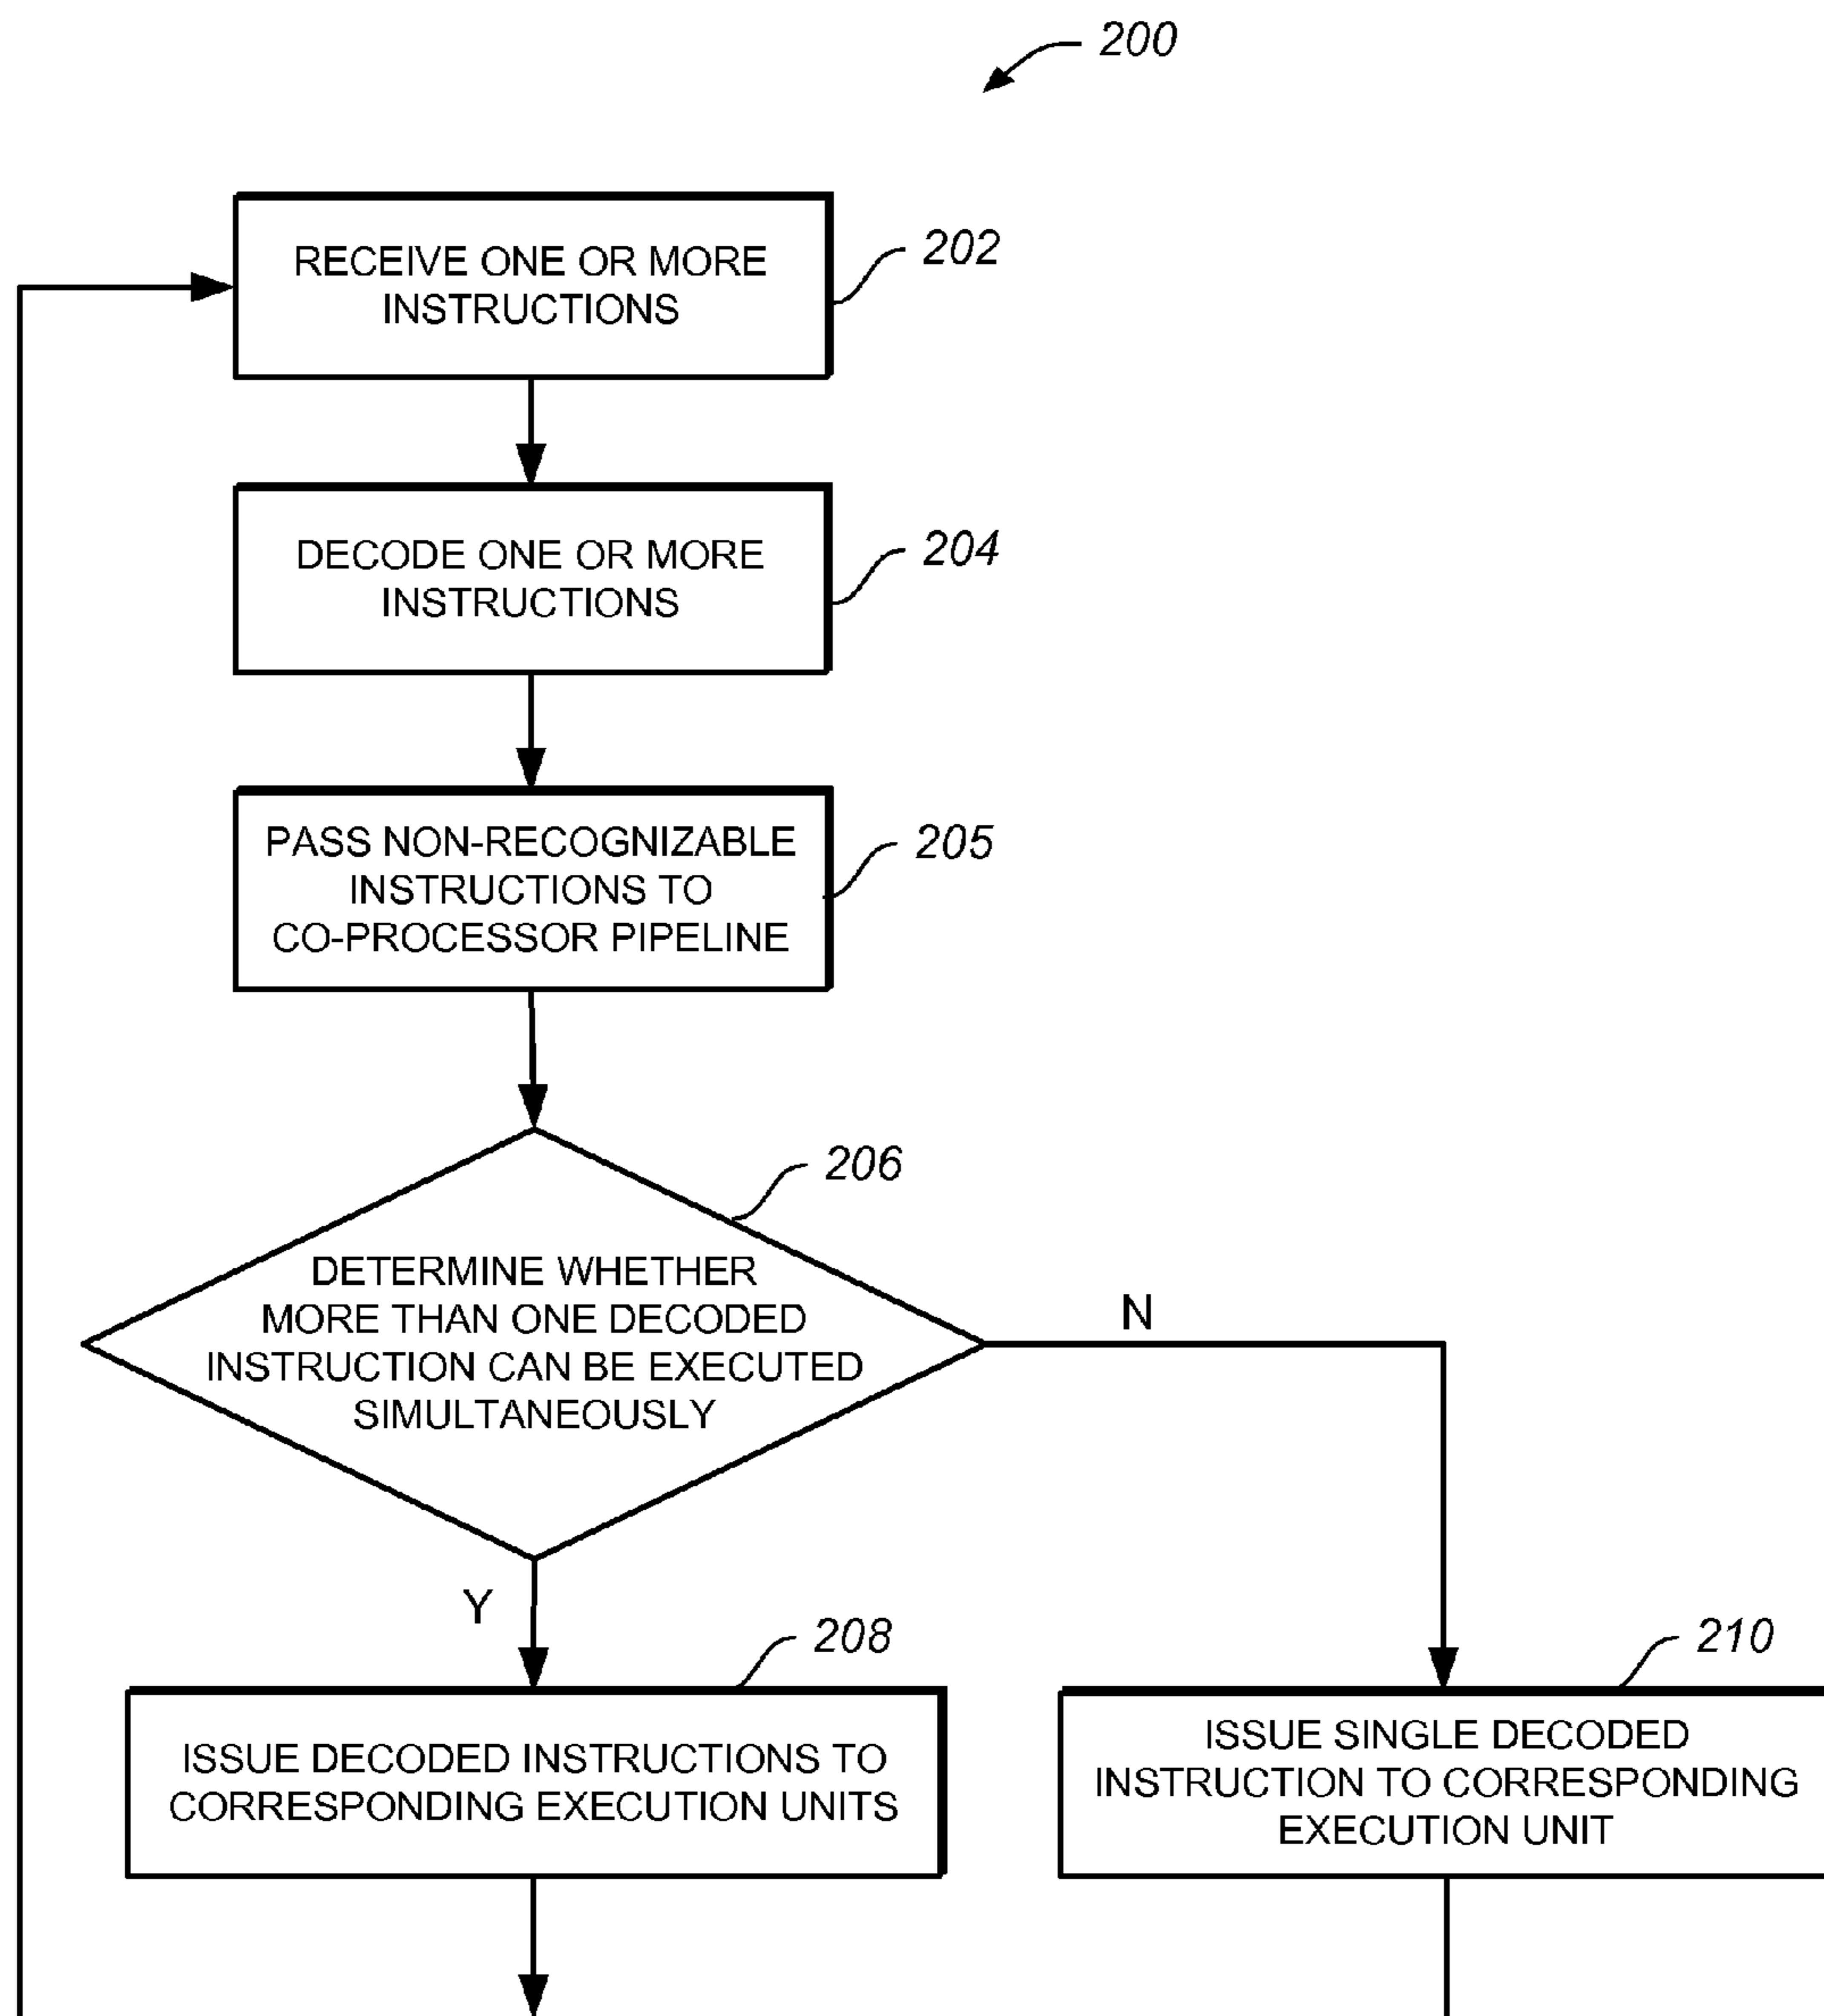 200
RECEIVE ONE OR MORE
INSTRUCTIONS
202
DECODE ONE OR MORE
INSTRUCTIONS
204
PASS NON-RECOGNIZABLE
INSTRUCTIONS TO
CO-PROCESSOR PIPELINE
205
206
DETERMINE WHETHER
MORE THAN ONE DECODED
INSTRUCTION CAN BE EXECUTED
SIMULTANEOUSLY
N
Y
208
210
ISSUE DECODED INSTRUCTIONS TO
CORRESPONDING EXECUTION UNITS
ISSUE SINGLE DECODED
INSTRUCTION TO CORRESPONDING
EXECUTION UNIT